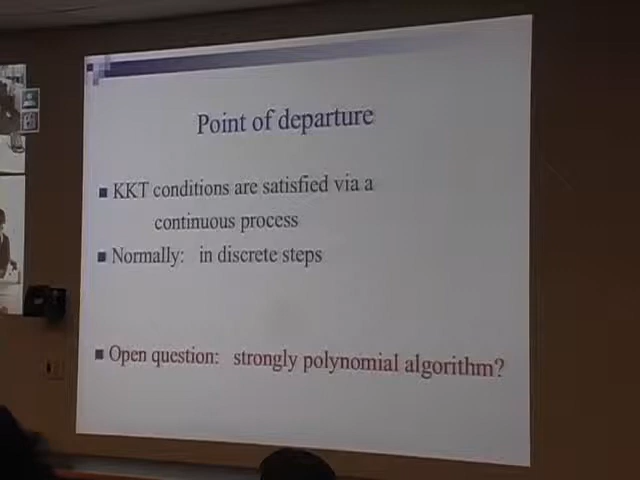 Point of departure
KKT conditions are satisfied via a
continuous process
Normally: in discrete steps
Open question: strongly polynomial algorithm?